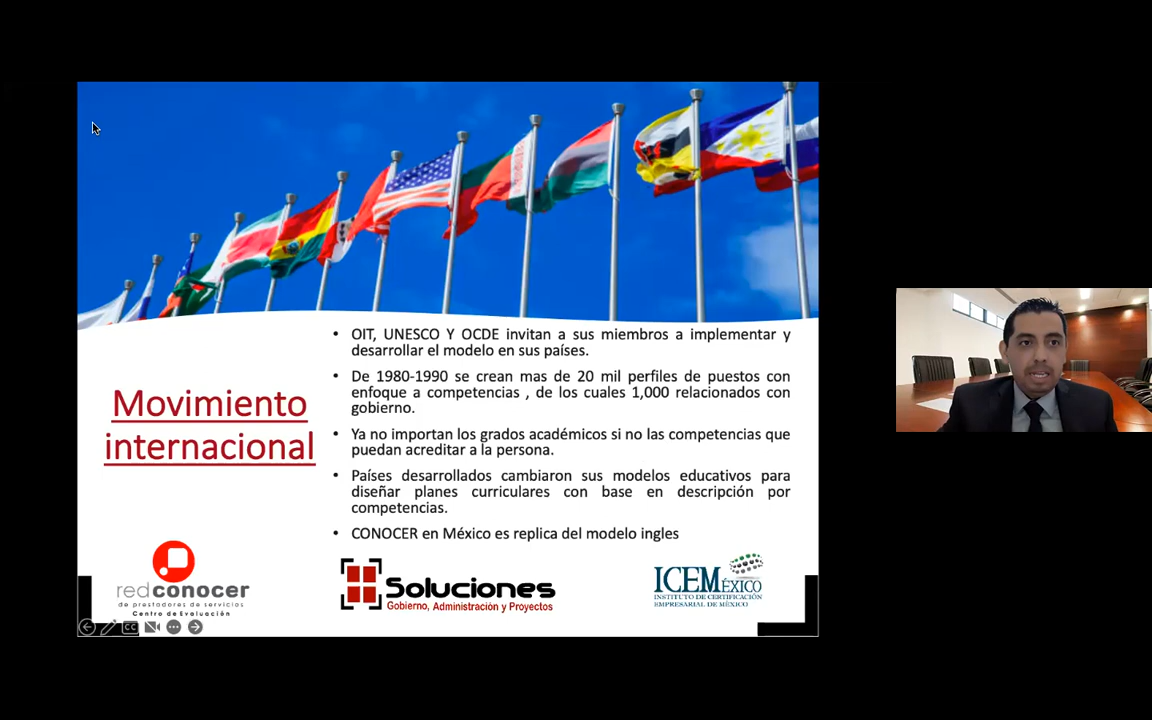 Movimiento
internacional
• OIT, UNESCO Y OCDE invitan a sus miembros a implementar y
desarrollar el modelo en sus países.
• De 1980-1990 se crean mas de 20 mil perfiles de puestos con
enfoque a competencias , de los cuales 1,000 relacionados con
gobierno.
• Ya no importan los grados académicos si no las competencias que
puedan acreditar a la persona.
• Países desarrollados cambiaron sus modelos educativos para
diseñar planes curriculares con base en descripción por
competencias.
• CONOCER en México es replica del modelo ingles
redconocer
de prestadores de servicios
Centro de Evaluación
Soluciones
Gobierno, Administración y Proyectos
ICEMéxico
INSTITUTO DE CERTIFICACIÓN
EMPRESARIAL DE MÉXICO
CC